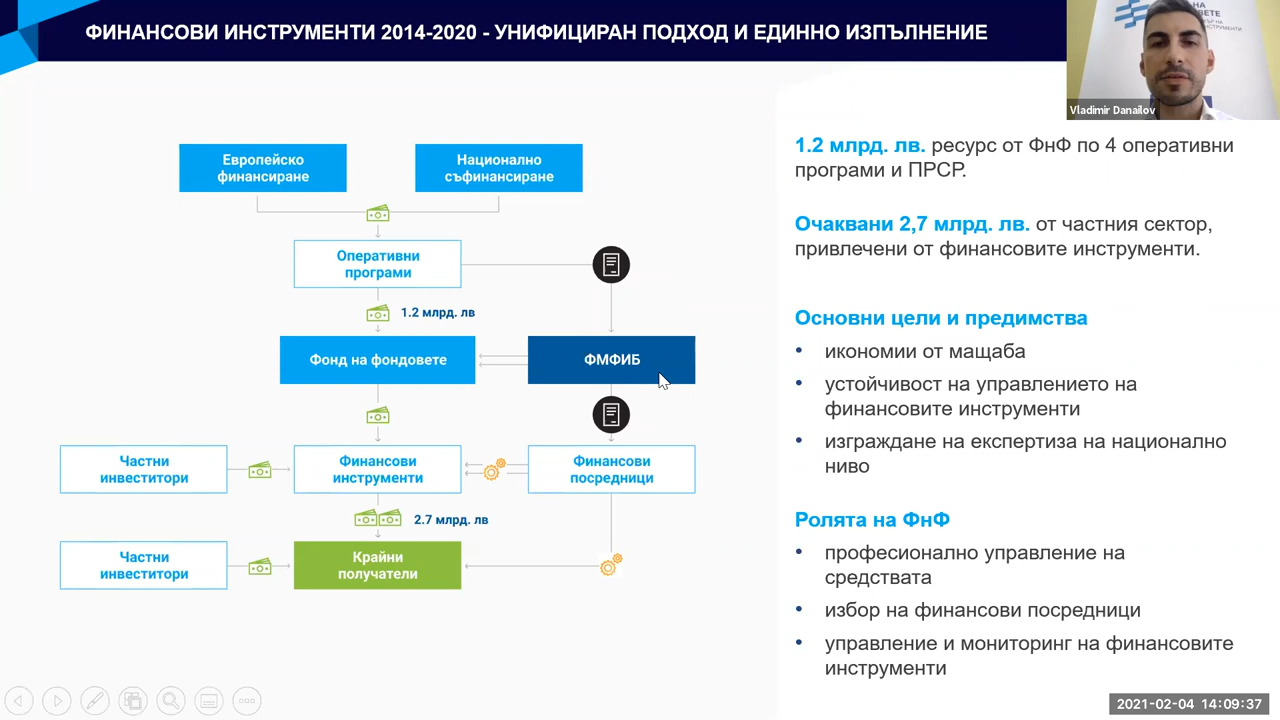 ФИНАНСОВИ ИНСТРУМЕНТИ 2014-2020 - УНИФИЦИРАН ПОДХОД И ЕДИННО ИЗПЪЛНЕНИЕ
НА
ИНСТРУМЕНТИ
Vladimir Danailov
Европейско
финансиране
Национално
съфинансиране
Оперативни
програми
1.2 млрд. лв
Фонд на фондовете
ФМФИБ
Частни
инвеститори
Финансови
инструменти
Финансови
посредници
2.7 млрд. лв
Частни
инвеститори
Крайни
получатели
1.2 млрд. лв. ресурс от ФнФ по 4 оперативни
програми и ПРСР.
Очаквани 2,7 млрд. лв. от частния сектор,
привлечени от финансовите инструменти.
Основни цели и предимства
• икономии от мащаба
• устойчивост на управлението на
финансовите инструменти
• изграждане на експертиза на национално
ниво
Ролята на ФнФ
• професионално управление на
средствата
• избор на финансови посредници
• управление и мониторинг на финансовите
инструменти
2021-02-04 14:09:37